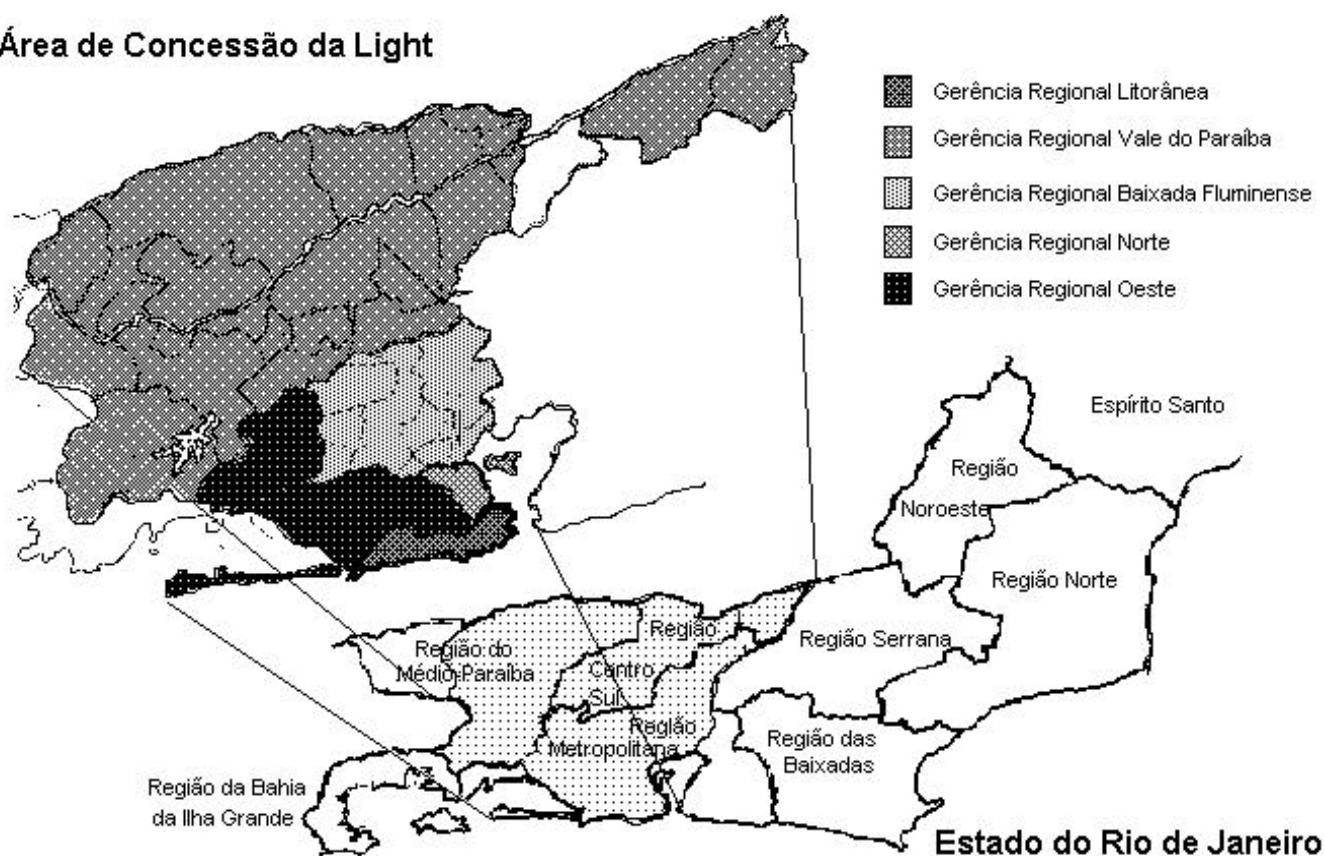 Área de Concessão da Light
Gerência Regional Litorânea
Gerência Regional Vale do Paraíba
Gerência Regional Baixada Fluminense
Gerência Regional Norte
Gerência Regional Oeste
Espírito Santo
Região
Noroeste
Região Norte
Região
Região Serrana
Região do
Médio-Paraíba
Centro
Sul
Região
Metropolitana
Região das
Baixadas
Região da Bahia
da Ilha Grande
Estado do Rio de Janeiro